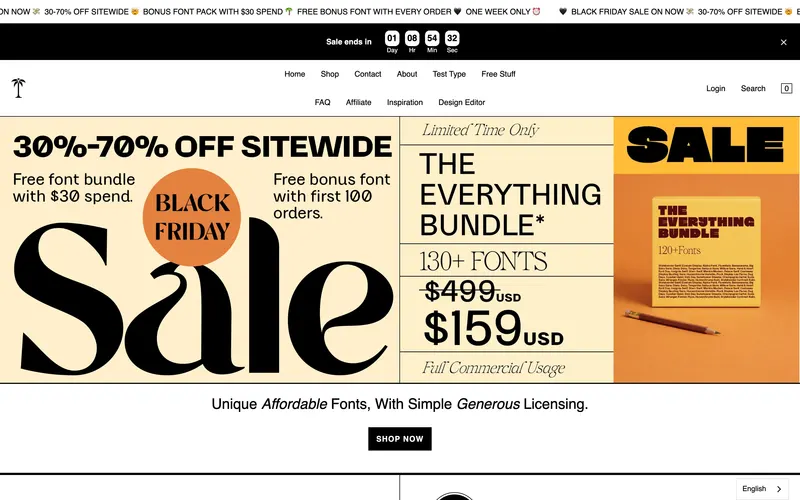 ON NOW 💸 30-70% OFF SITEWIDE 🤯 BONUS FONT PACK WITH $30 SPEND 🌴 FREE BONUS FONT WITH EVERY ORDER 🖤 ONE WEEK ONLY ⏰ 🖤 BLACK FRIDAY SALE ON NOW 💸 30-70% OFF SITEWIDE 🤯
Sale ends in
01 08 54 32
Day Hr Min Sec
Home Shop Contact About Test Type Free Stuff
FAQ Affiliate Inspiration Design Editor
Login Search 0
30%-70% OFF SITEWIDE
Free font bundle
with $30 spend.
BLACK
FRIDAY
Free bonus font
with first 100
orders.
Sale
Limited Time Only
THE
EVERYTHING
BUNDLE*
130+ FONTS
$499USD
$159USD
Full Commercial Usage
SALE
THE
EVERYTHING
BUNDLE
120+Fonts
Unique Affordable Fonts, With Simple Generous Licensing.
SHOP NOW
English